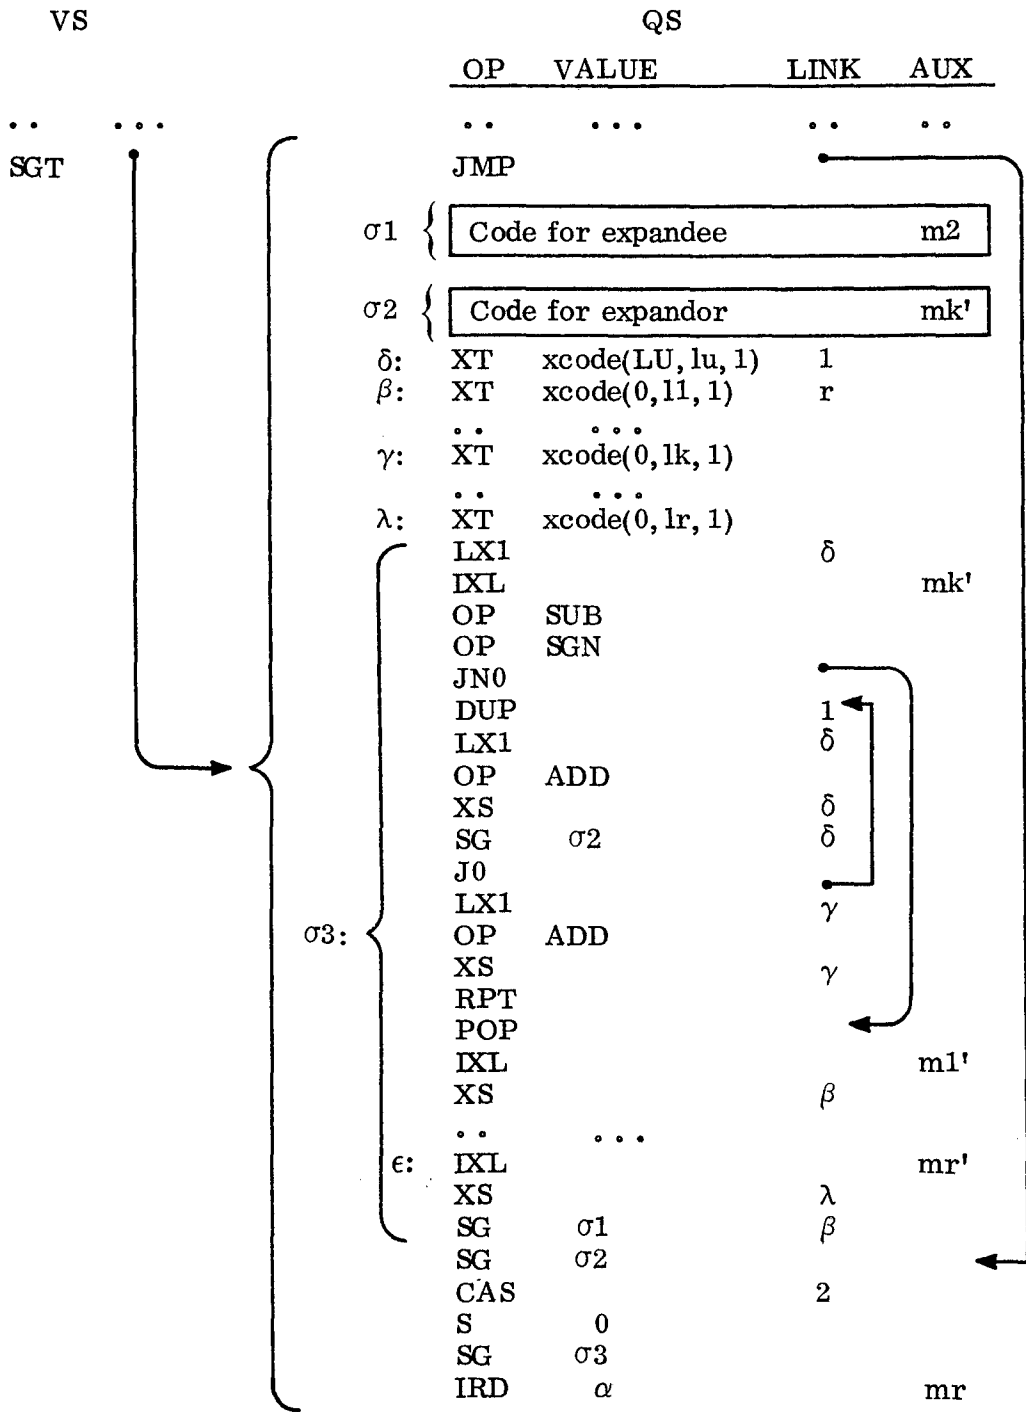 VS QS
OP VALUE LINK AUX
.. ... .. ... .. ..
SGT JMP
σ1 { Code for expandee m2
σ2 { Code for expandor mk'
δ: XT xcode(LU, lu, 1) 1
β: XT xcode(0, l1, 1) r
.. ...
γ: XT xcode(0, lk, 1)
.. ...
λ: XT xcode(0, lr, 1)
LX1 δ
IXL mk'
OP SUB
OP SGN
JN0
DUP 1
LX1 δ
OP ADD
XS δ
SG σ2 δ
J0
LX1 γ
σ3: OP ADD
XS γ
RPT
POP
IXL m1'
XS β
.. ...
ϵ: IXL mr'
XS λ
SG σ1 β
SG σ2
CAS 2
S 0
SG σ3
IRD α mr